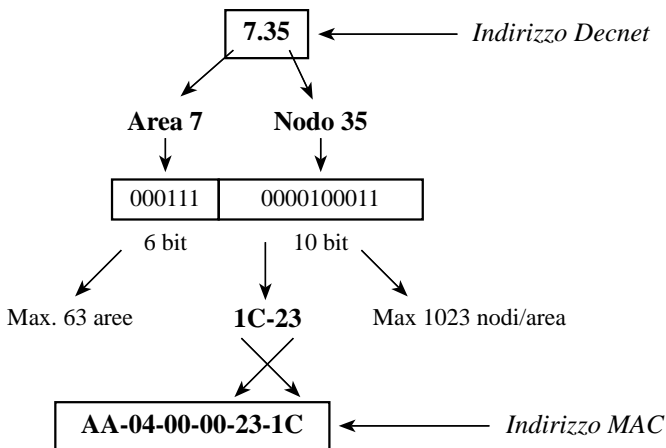 7.35
Indirizzo Decnet
Area 7
Nodo 35
000111
0000100011
6 bit
10 bit
Max. 63 aree
1C-23
Max 1023 nodi/area
AA-04-00-00-23-1C
Indirizzo MAC